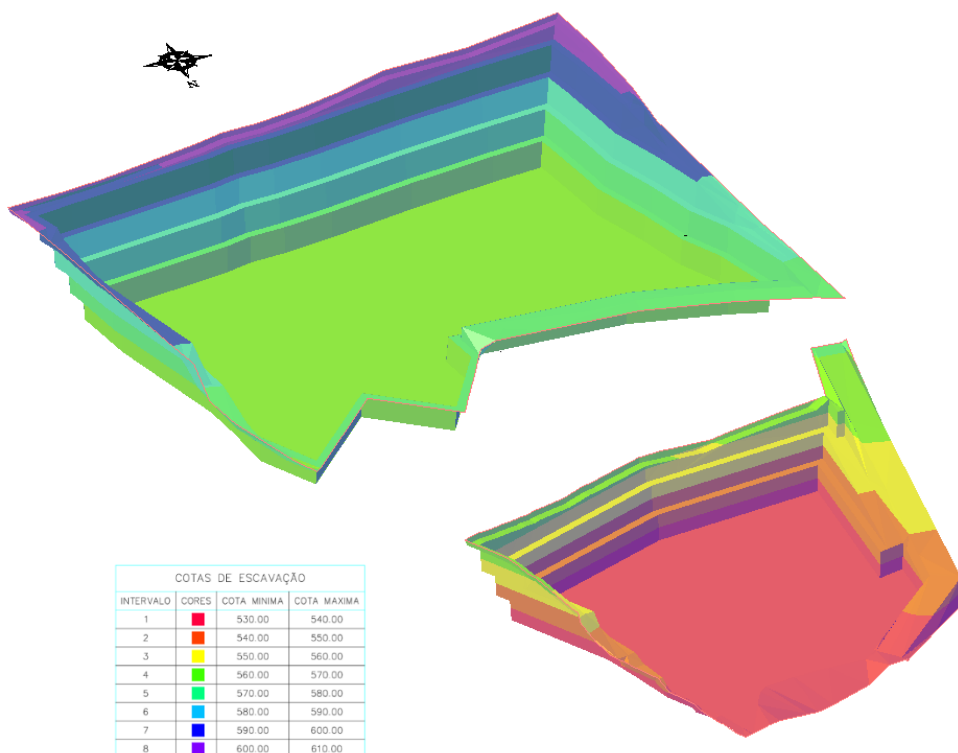 N
COTAS DE ESCAVAÇÃO
INTERVALO CORES COTA MINIMA COTA MAXIMA
1 530.00 540.00
2 540.00 550.00
3 550.00 560.00
4 560.00 570.00
5 570.00 580.00
6 580.00 590.00
7 590.00 600.00
8 600.00 610.00